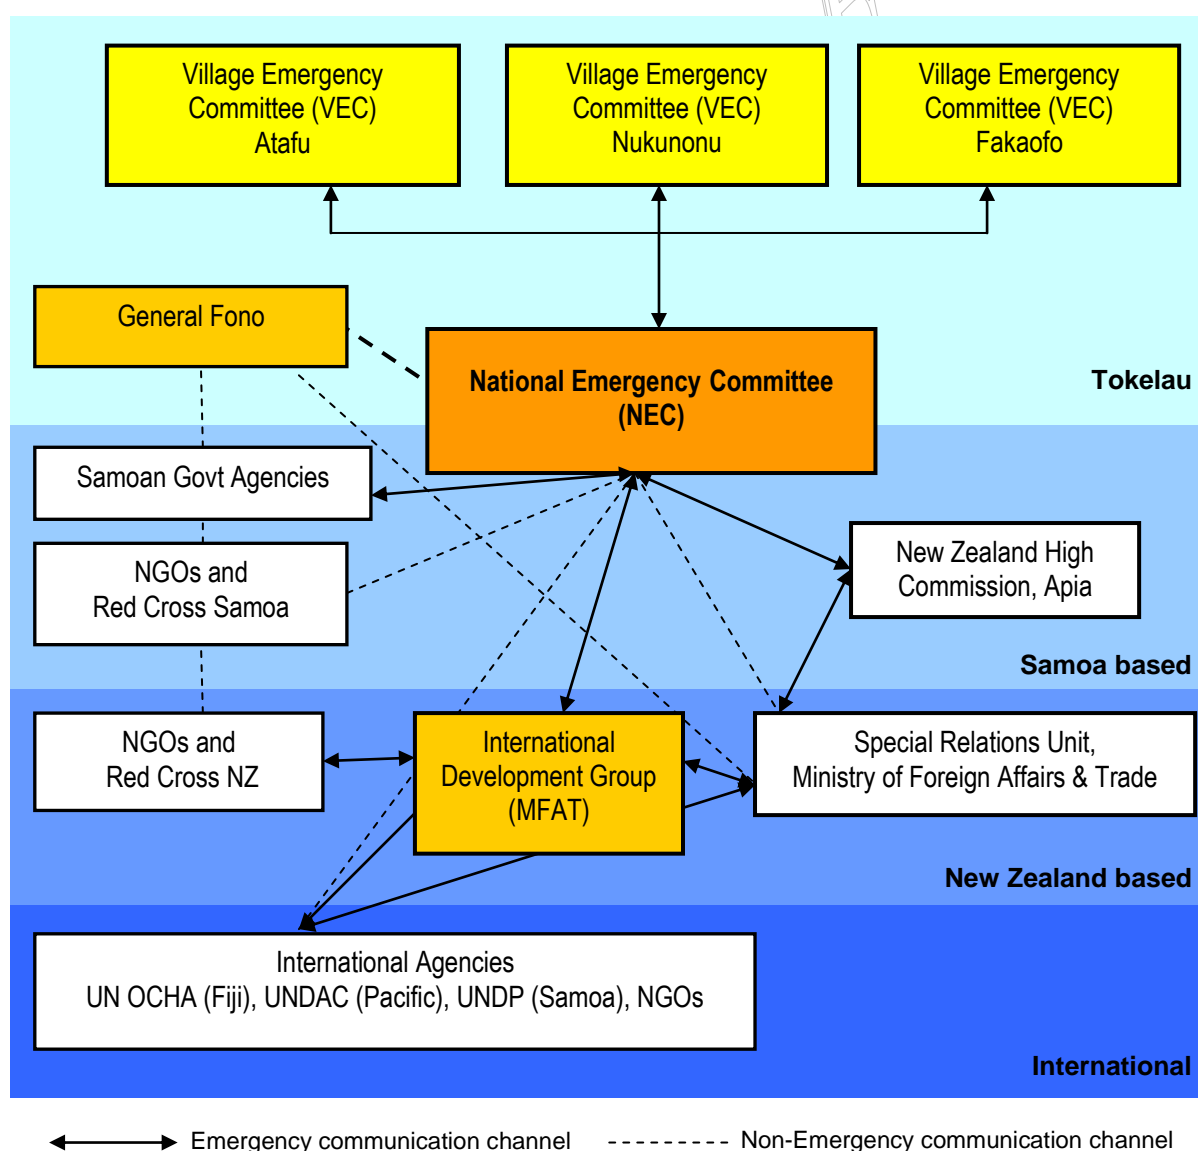 Village Emergency
Committee (VEC)
Atafu
Village Emergency
Committee (VEC)
Nukunonu
Village Emergency
Committee (VEC)
Fakaofo
General Fono
National Emergency Committee
(NEC)
Tokelau
Samoan Govt Agencies
NGOs and
Red Cross Samoa
New Zealand High
Commission, Apia
Samoa based
NGOs and
Red Cross NZ
International
Development Group
(MFAT)
Special Relations Unit,
Ministry of Foreign Affairs & Trade
New Zealand based
International Agencies
UN OCHA (Fiji), UNDAC (Pacific), UNDP (Samoa), NGOs
International
Emergency communication channel
Non-Emergency communication channel